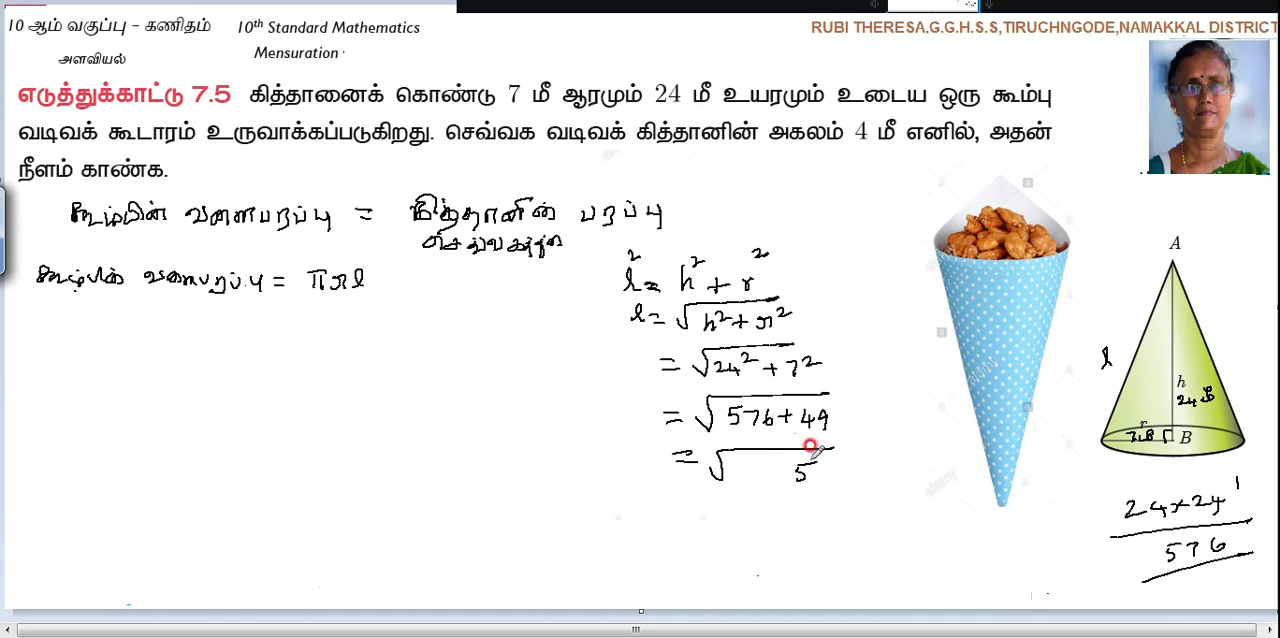 10 ஆம் வகுப்பு – கணிதம் 10th Standard Mathematics
RUBI THERESA,G.G.H.S.S,TIRUCHNGODE,NAMAKKAL DISTRICT
அளவியல் Mensuration
எடுத்துக்காட்டு 7.5 கித்தானைக் கொண்டு 7 மீ ஆரமும் 24 மீ உயரமும் உடைய ஒரு கூம்பு
வடிவக் கூடாரம் உருவாக்கப்படுகிறது. செவ்வக வடிவக் கித்தானின் அகலம் 4 மீ எனில், அதன்
நீளம் காண்க.
கூம்பின் வளைபரப்பு = கித்தானின் பரப்பு
கூம்பின் வளைபரப்பு = πrl
l² = h² + r²
l = √h²+r²
= √24²+7²
= √576+49
= √ 5
A
l
h
24 மீ
r
7மீ B
24×24
576